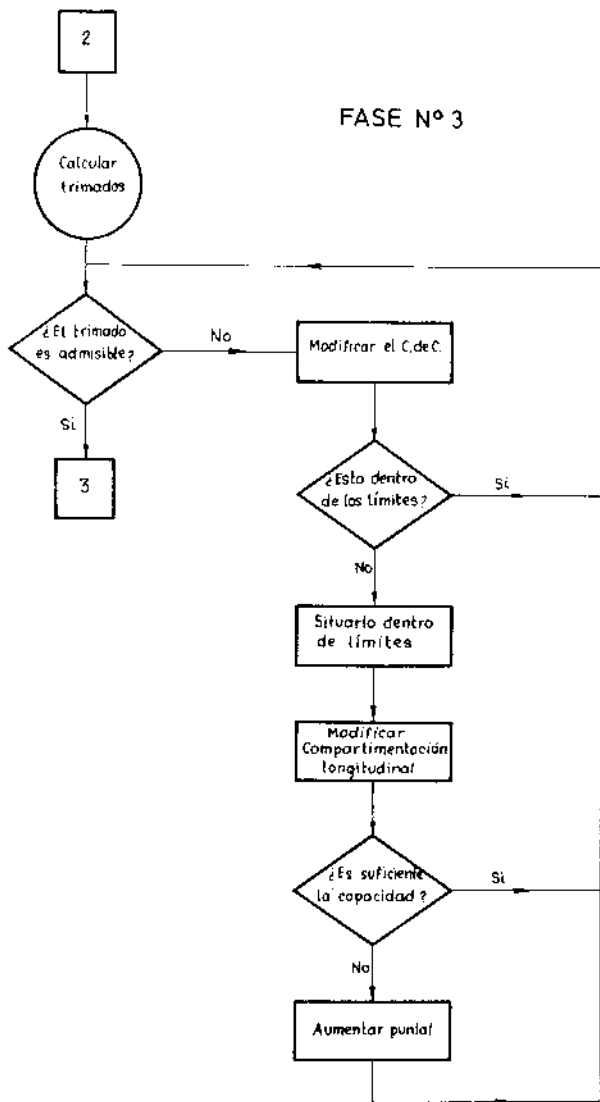 2
FASE Nº 3
Calcular
trimados
¿El trimado
es admisible?
No
Modificar el C. de C.
Si
3
¿Esta dentro
de los límites?
Si
No
Situarlo dentro
de límites
Modificar
Compartimentación
longitudinal
¿Es suficiente
la capacidad?
Si
No
Aumentar puntal